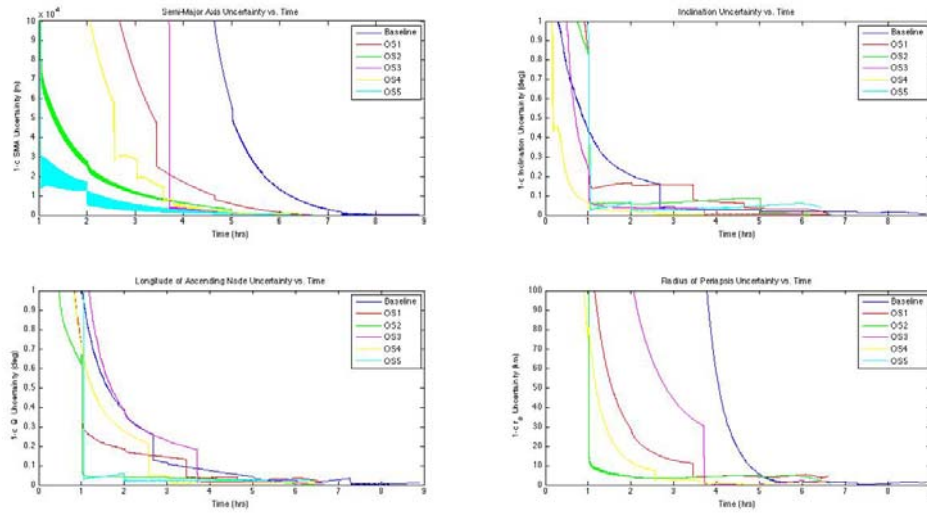 Semi-Major Axis Uncertainty vs. Time
x 10^4
10
9
8
7
6
5
4
3
2
1
0
1-σ SMA Uncertainty (m)
0 1 2 3 4 5 6 7 8 9
Time (hrs)
Baseline
OS1
OS2
OS3
OS4
OS5
Inclination Uncertainty vs. Time
1
0.9
0.8
0.7
0.6
0.5
0.4
0.3
0.2
0.1
0
1-σ Inclination Uncertainty (deg)
0 1 2 3 4 5 6 7 8 9
Time (hrs)
Baseline
OS1
OS2
OS3
OS4
OS5
Longitude of Ascending Node Uncertainty vs. Time
1
0.9
0.8
0.7
0.6
0.5
0.4
0.3
0.2
0.1
0
1-σ Ω Uncertainty (deg)
0 1 2 3 4 5 6 7 8 9
Time (hrs)
Baseline
OS1
OS2
OS3
OS4
OS5
Radius of Periapsis Uncertainty vs. Time
100
90
80
70
60
50
40
30
20
10
0
1-σ rₚ Uncertainty (km)
0 1 2 3 4 5 6 7 8 9
Time (hrs)
Baseline
OS1
OS2
OS3
OS4
OS5